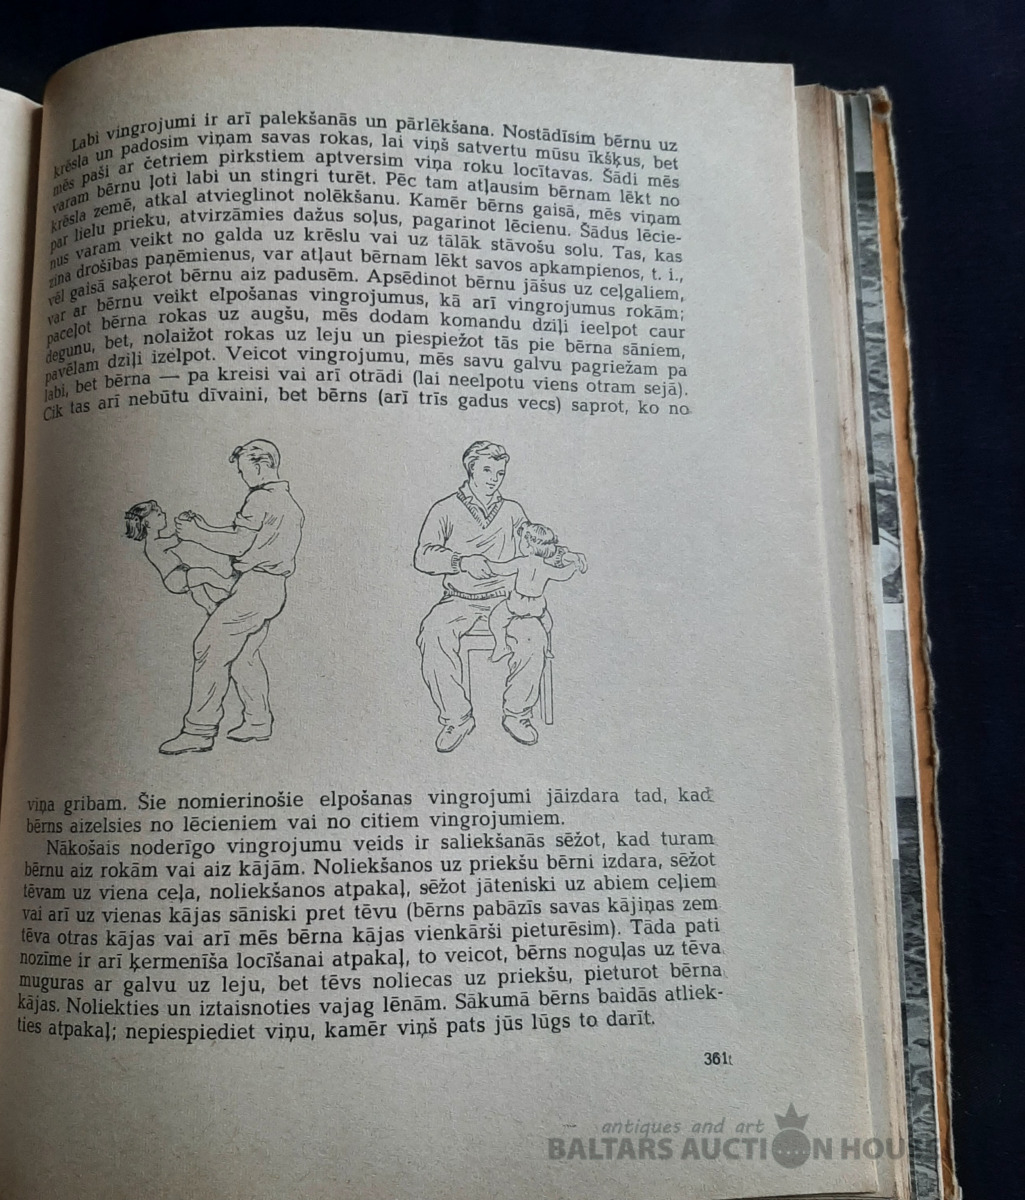 Labi vingrojumi ir arī palekšanās un pārlēkšana. Nostādīsim bērnu uz
krēsla un padosim viņam savas rokas, lai viņš satvertu mūsu īkšķus, bet
mēs paši ar četriem pirkstiem aptversim viņa roku locītavas. Šādi mēs
varam bērnu ļoti labi un stingri turēt. Pēc tam atļausim bērnam lēkt no
krēsla zemē, atkal atvieglinot nolēkšanu. Kamēr bērns gaisā, mēs viņam
par lielu prieku, atvirzāmies dažus soļus, pagarinot lēcienu. Šādus lēcie-
nus varam veikt no galda uz krēslu vai uz tālāk stāvošu solu. Tas, kas
zina drošības paņēmienus, var atļaut bērnam lēkt savos apkampienos, t. i.,
vēl gaisā saķerot bērnu aiz padusēm. Apsēdinot bērnu jāšus uz ceļgaliem,
var ar bērnu veikt elpošanas vingrojumus, kā arī vingrojumus rokām;
paceļot bērna rokas uz augšu, mēs dodam komandu dziļi ieelpot caur
degunu, bet, nolaižot rokas uz leju un piespiežot tās pie bērna sāniem,
pavēlam dziļi izelpot. Veicot vingrojumu, mēs savu galvu pagriežam pa
labi, bet bērna — pa kreisi vai arī otrādi (lai neelpotu viens otram sejā).
Cik tas arī nebūtu dīvaini, bet bērns (arī trīs gadus vecs) saprot, ko no
viņa gribam. Šie nomierinošie elpošanas vingrojumi jāizdara tad, kad
bērns aizelsies no lēcieniem vai no citiem vingrojumiem.
Nākošais noderīgo vingrojumu veids ir saliekšanās sēžot, kad turam
bērnu aiz rokām vai aiz kājām. Noliekšanos uz priekšu bērni izdara, sēžot
tēvam uz viena ceļa, noliekšanos atpakaļ, sēžot jāteniski uz abiem ceļiem
vai arī uz vienas kājas sāniski pret tēvu (bērns pabāzīs savas kājiņas zem
tēva otras kājas vai arī mēs bērna kājas vienkārši pieturēsim). Tāda pati
nozīme ir arī ķermenīša locīšanai atpakaļ, to veicot, bērns noguļas uz tēva
muguras ar galvu uz leju, bet tēvs noliecas uz priekšu, pieturot bērna
kājas. Noliekties un iztaisnoties vajag lēnām. Sākumā bērns baidās atliek-
ties atpakaļ; nepiespiediet viņu, kamēr viņš pats jūs lūgs to darīt.
361
antiques and art
BALTARS AUCTION HOUSE